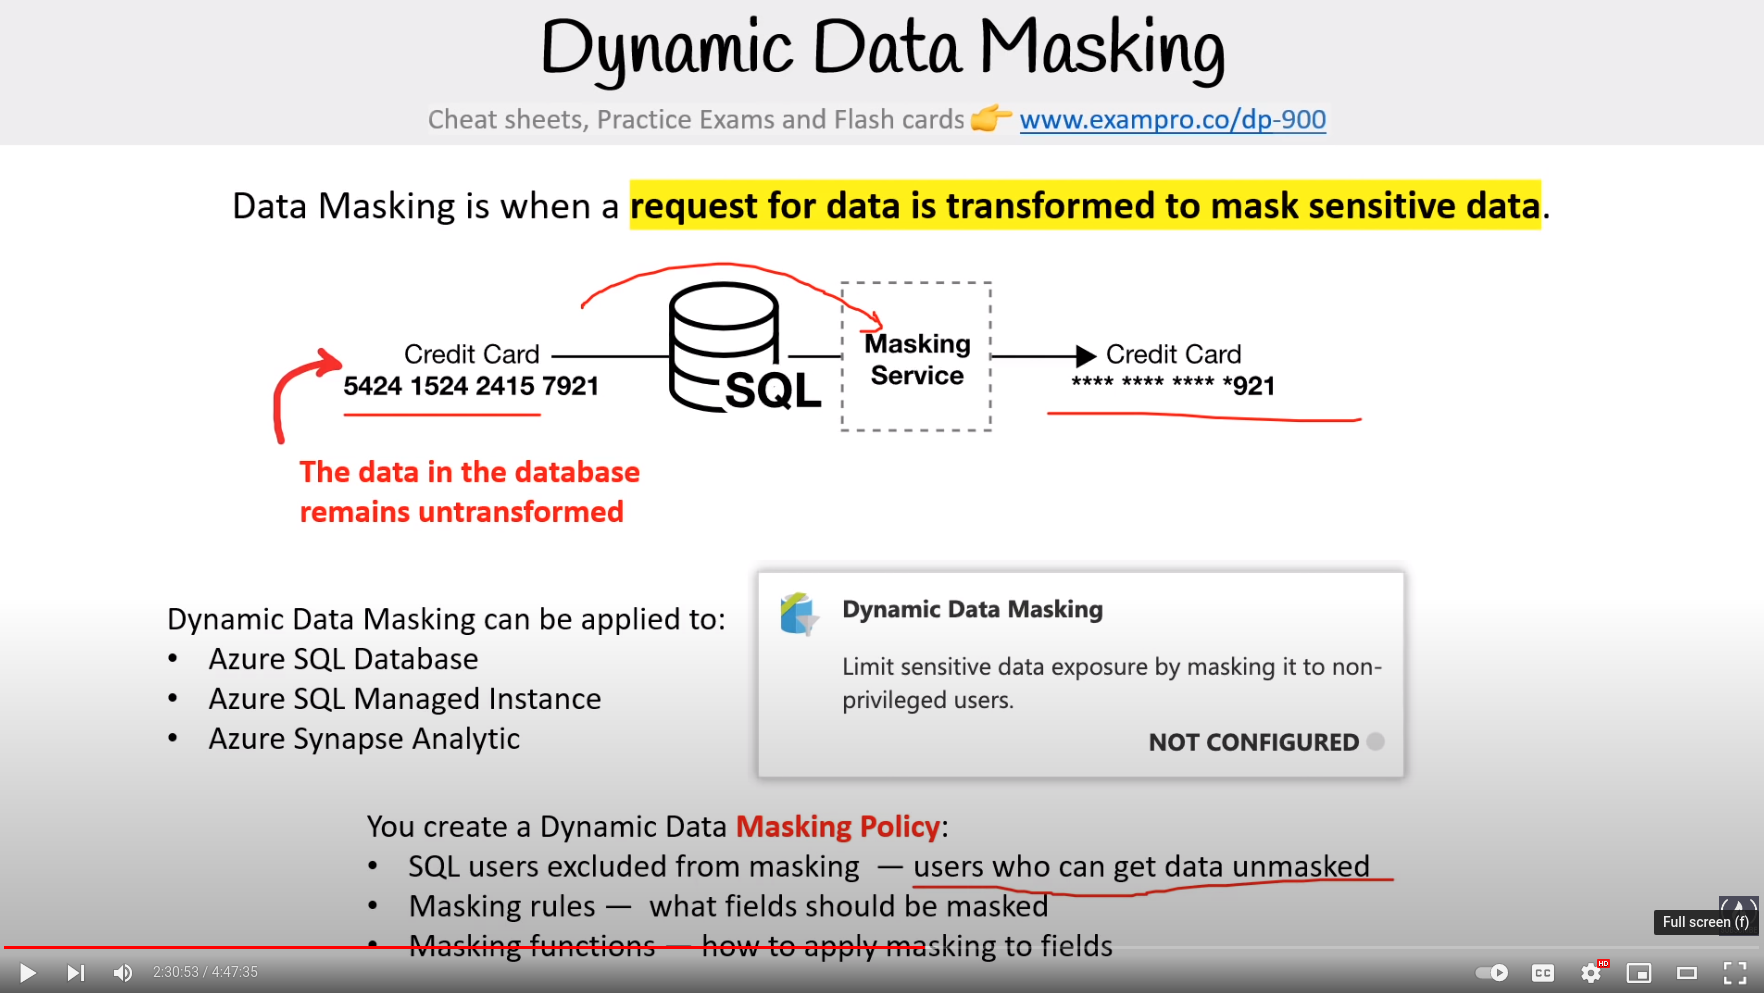 Dynamic Data Masking
Cheat sheets, Practice Exams and Flash cards 👉 www.exampro.co/dp-900
Data Masking is when a request for data is transformed to mask sensitive data.
Credit Card
5424 1524 2415 7921
SQL
Masking
Service
Credit Card
**** **** **** *921
The data in the database
remains untransformed
Dynamic Data Masking can be applied to:
• Azure SQL Database
• Azure SQL Managed Instance
• Azure Synapse Analytic
Dynamic Data Masking
Limit sensitive data exposure by masking it to non-
privileged users.
NOT CONFIGURED
You create a Dynamic Data Masking Policy:
• SQL users excluded from masking — users who can get data unmasked
• Masking rules — what fields should be masked
• Masking functions — how to apply masking to fields
Full screen (f)
2:30:53 / 4:47:35
CC
HD